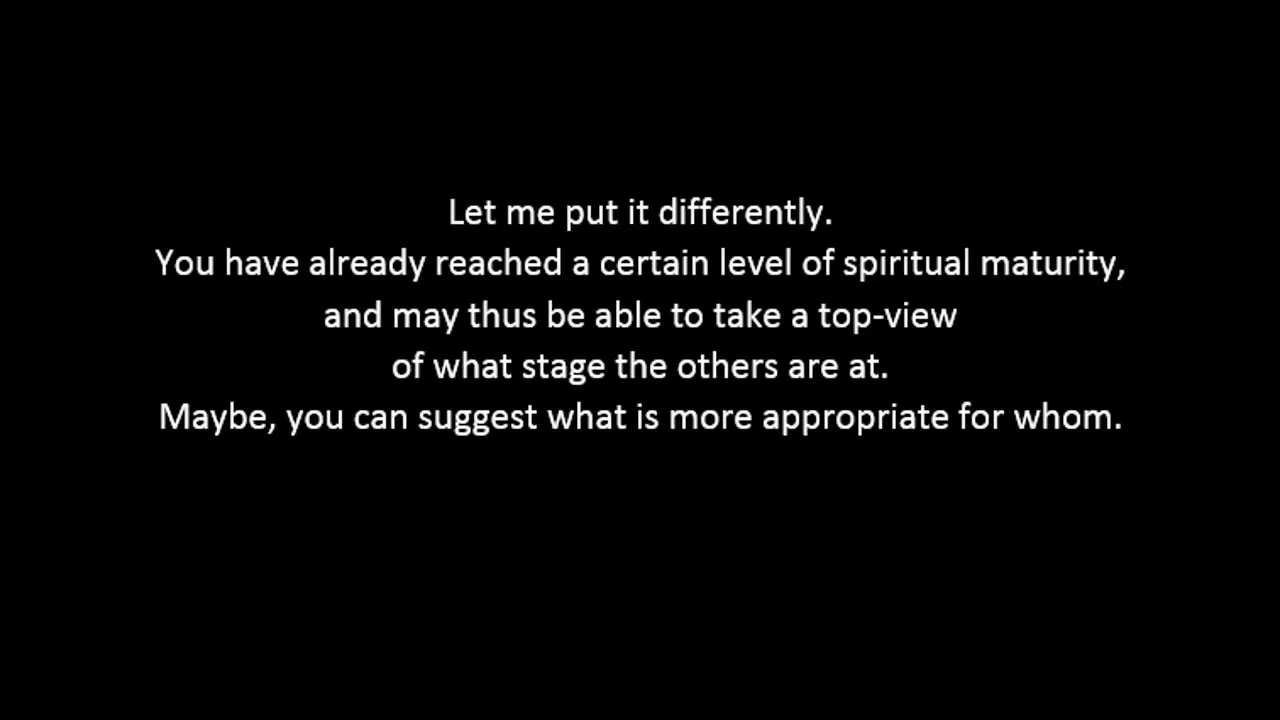 Let me put it differently.
You have already reached a certain level of spiritual maturity,
and may thus be able to take a top-view
of what stage the others are at.
Maybe, you can suggest what is more appropriate for whom.